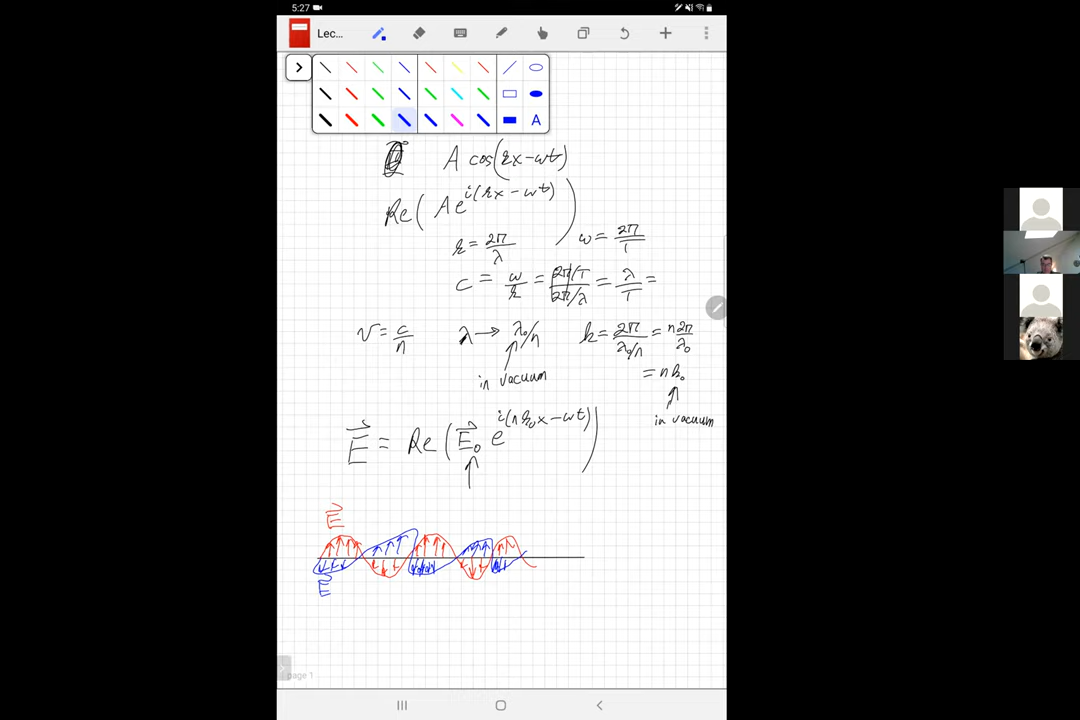 5:27
Lec...
A
A cos(kx-ωt)
Re(Ae^{i(kx-ωt)})
k = 2π/λ ω = 2π/T
c = ω/k = (2π/T)/(2π/λ) = λ/T =
v = c/n λ → λ₀/n k = 2π/(λ₀/n) = n2π/λ₀
in vacuum = nk₀
in vacuum
E⃗ = Re(E⃗₀ e^{i(nk₀x-ωt)})
E⃗
E⃗
page 1